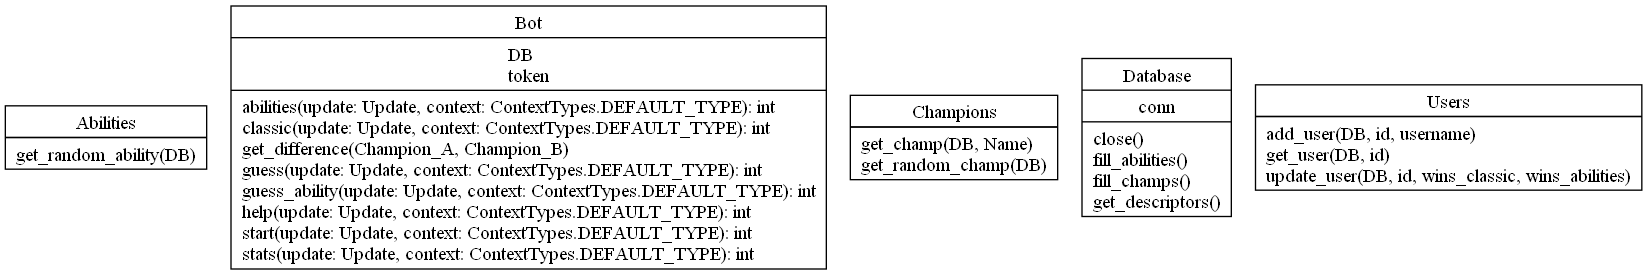 Abilities
get_random_ability(DB)
Bot
DB
token
abilities(update: Update, context: ContextTypes.DEFAULT_TYPE): int
classic(update: Update, context: ContextTypes.DEFAULT_TYPE): int
get_difference(Champion_A, Champion_B)
guess(update: Update, context: ContextTypes.DEFAULT_TYPE): int
guess_ability(update: Update, context: ContextTypes.DEFAULT_TYPE): int
help(update: Update, context: ContextTypes.DEFAULT_TYPE): int
start(update: Update, context: ContextTypes.DEFAULT_TYPE): int
stats(update: Update, context: ContextTypes.DEFAULT_TYPE): int
Champions
get_champ(DB, Name)
get_random_champ(DB)
Database
conn
close()
fill_abilities()
fill_champs()
get_descriptors()
Users
add_user(DB, id, username)
get_user(DB, id)
update_user(DB, id, wins_classic, wins_abilities)